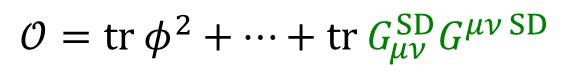 𝒪 = tr ϕ² + ⋯ + tr G^{SD}_{μν} G^{μν SD}